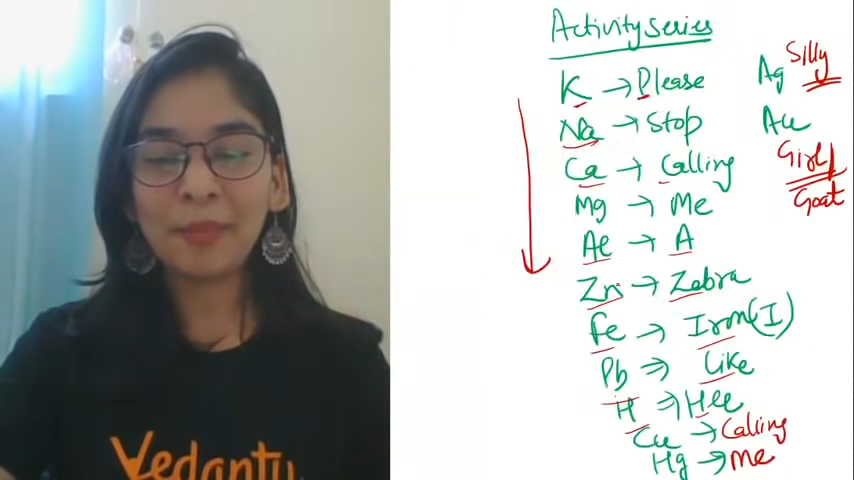 Activity series
K → Please
Na → Stop
Ca → Calling
Mg → Me
Al → A
Zn → Zebra
Fe → Iron(I)
Pb ⇒ Like
H ⇒ Her
Cu → Calling
Hg → Me
Ag Silly
Au
Girl
Goat
Vedantu